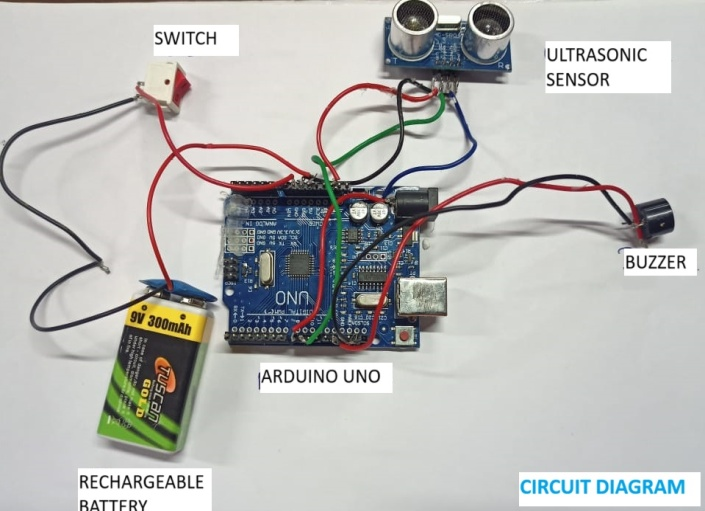 SWITCH
ULTRASONIC
SENSOR
9V 300mAh
Tuscan
GOLD
UNO
BUZZER
ARDUINO UNO
RECHARGEABLE
BATTERY
CIRCUIT DIAGRAM